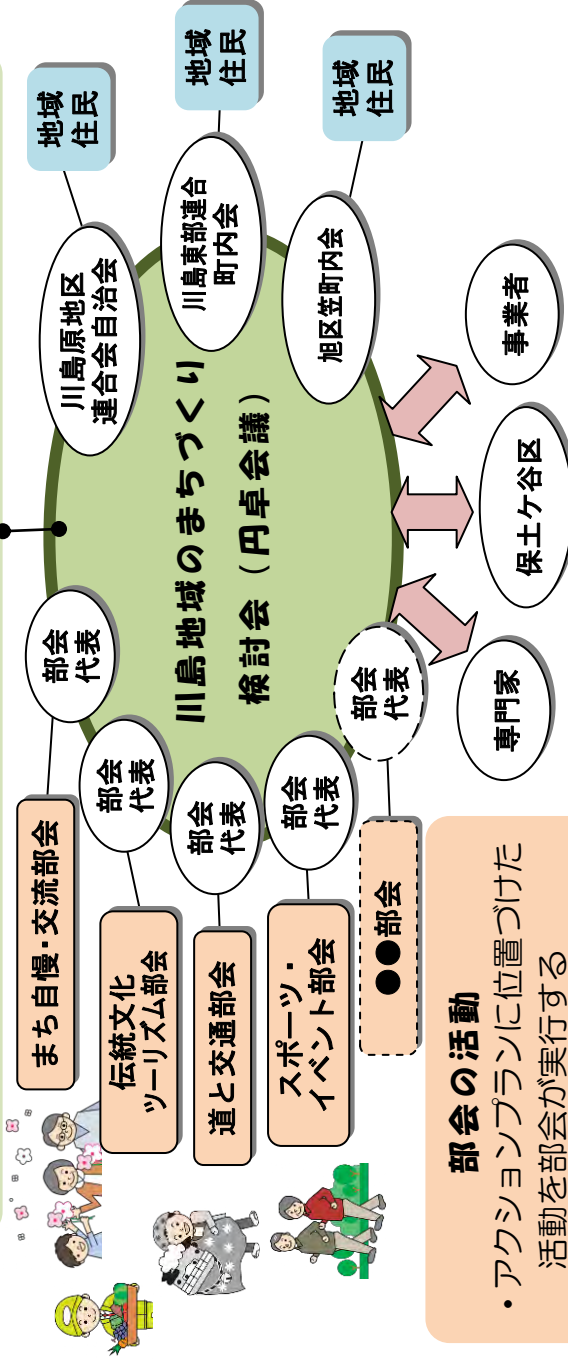 まち自慢・交流部会
伝統文化
ツーリズム部会
道と交通部会
スポーツ・
イベント部会
●●部会
部会
代表
部会
代表
部会
代表
部会
代表
部会
代表
川島地域のまちづくり
検討会(円卓会議)
川島原地区
連合会自治会
川島東部連合
町内会
旭区笠町内会
地域
住民
地域
住民
地域
住民
専門家
保土ケ谷区
事業者
部会の活動
・アクションプランに位置づけた
活動を部会が実行する